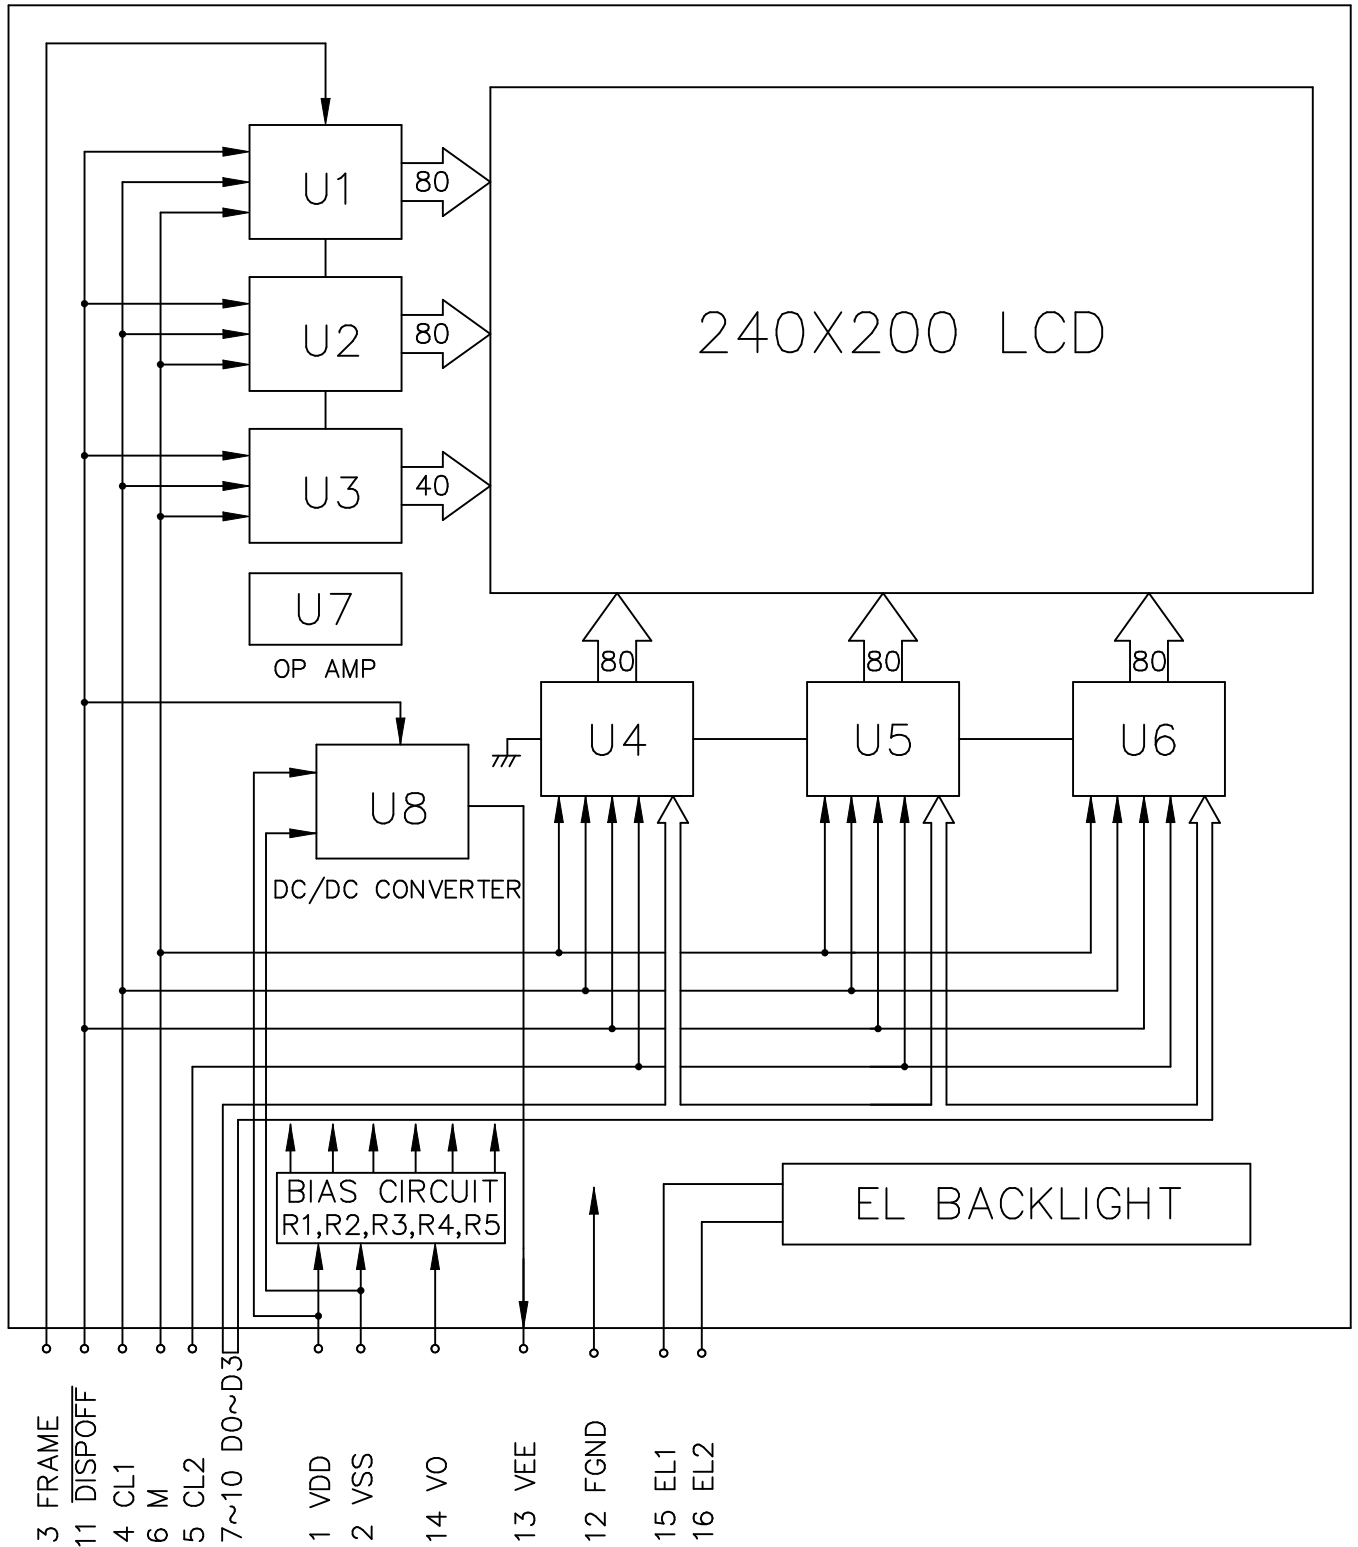 U1
80
U2
80
240X200 LCD
U3
40
U7
OP AMP
80
80
80
U4
U5
U6
U8
DC/DC CONVERTER
BIAS CIRCUIT
R1,R2,R3,R4,R5
EL BACKLIGHT
3 FRAME
11 DISPOFF
4 CL1
6 M
5 CL2
7~10 D0~D3
1 VDD
2 VSS
14 VO
13 VEE
12 FGND
15 EL1
16 EL2